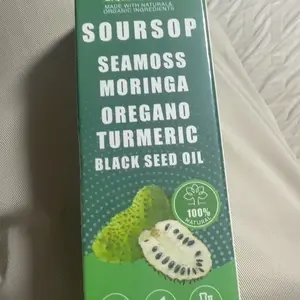 MADE WITH NATURAL&
ORGANIC INGREDIENTS
SOURSOP
SEAMOSS
MORINGA
OREGANO
TURMERIC
BLACK SEED OIL
100%
NATURAL